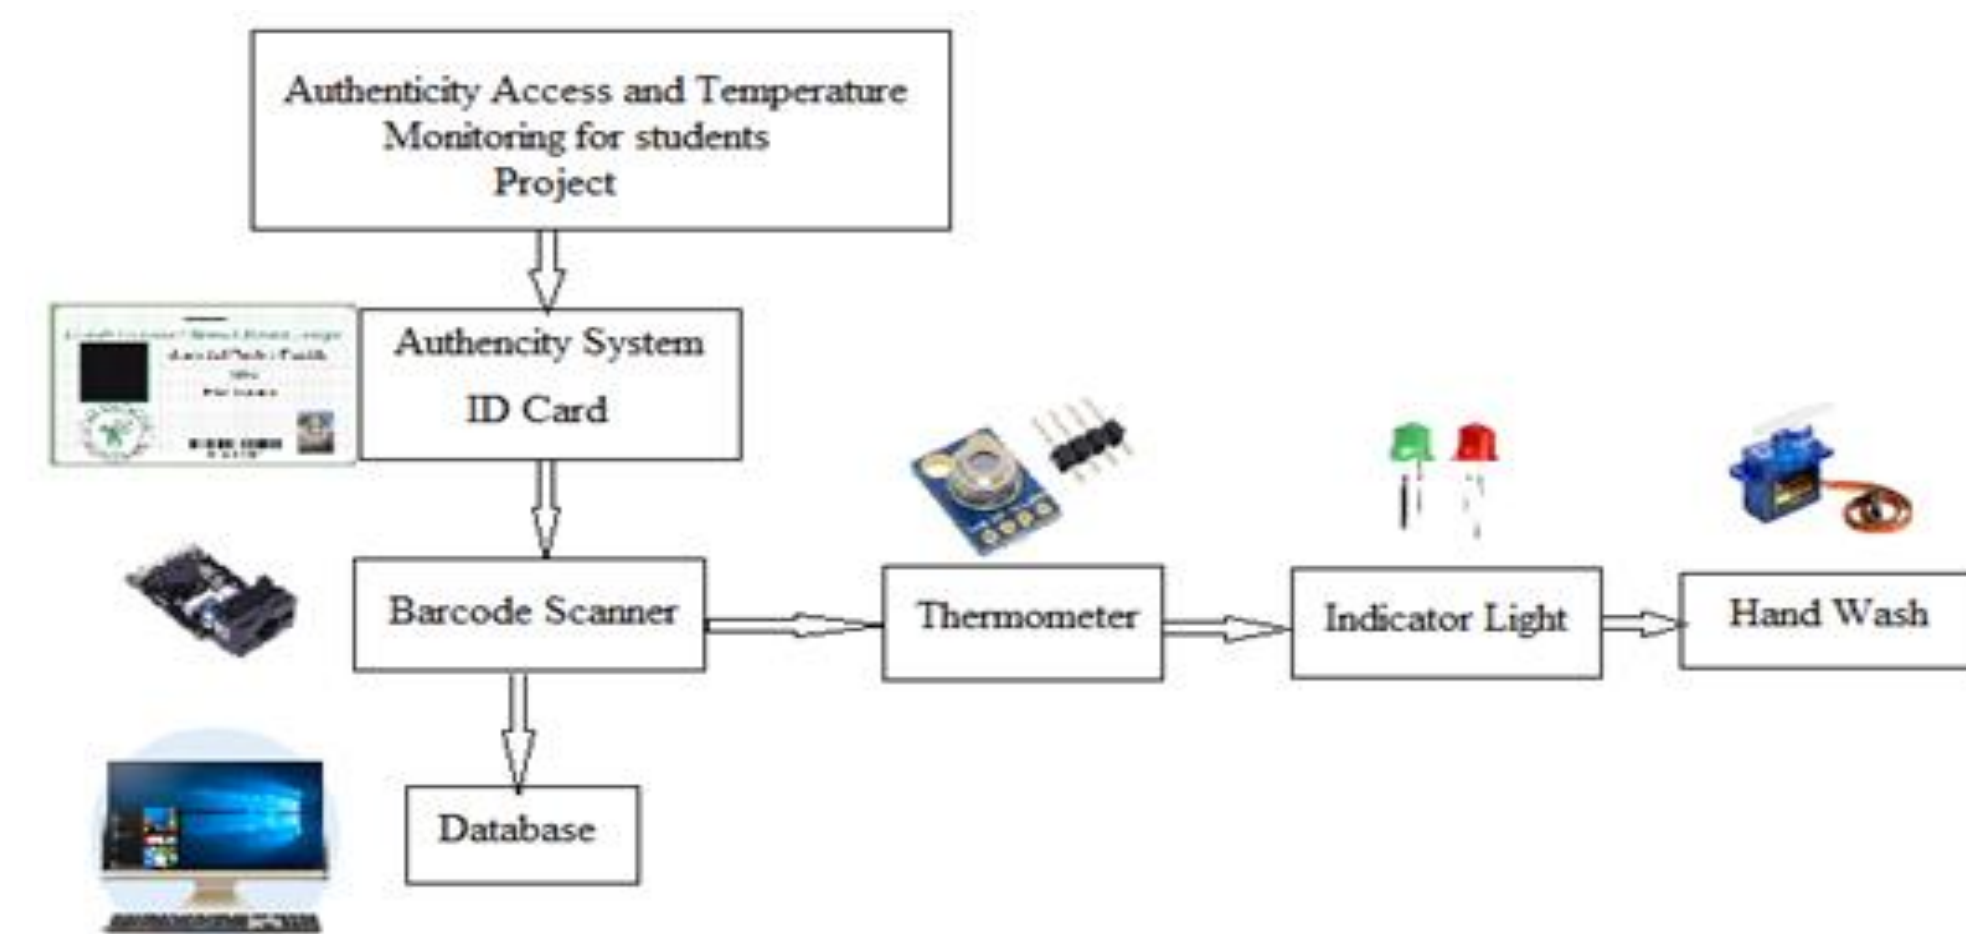 Authenticity Access and Temperature
Monitoring for students
Project
Authencity System
ID Card
Barcode Scanner
Thermometer
Indicator Light
Hand Wash
Database